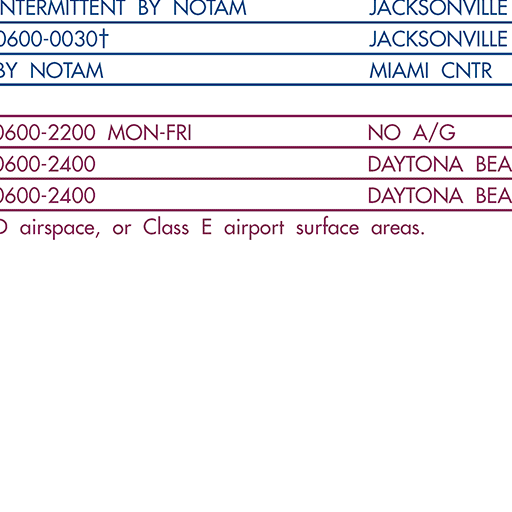 INTERMITTENT BY NOTAM JACKSONVILLE
0600-0030† JACKSONVILLE
BY NOTAM MIAMI CNTR
0600-2200 MON-FRI NO A/G
0600-2400 DAYTONA BEA
0600-2400 DAYTONA BEA
D airspace, or Class E airport surface areas.